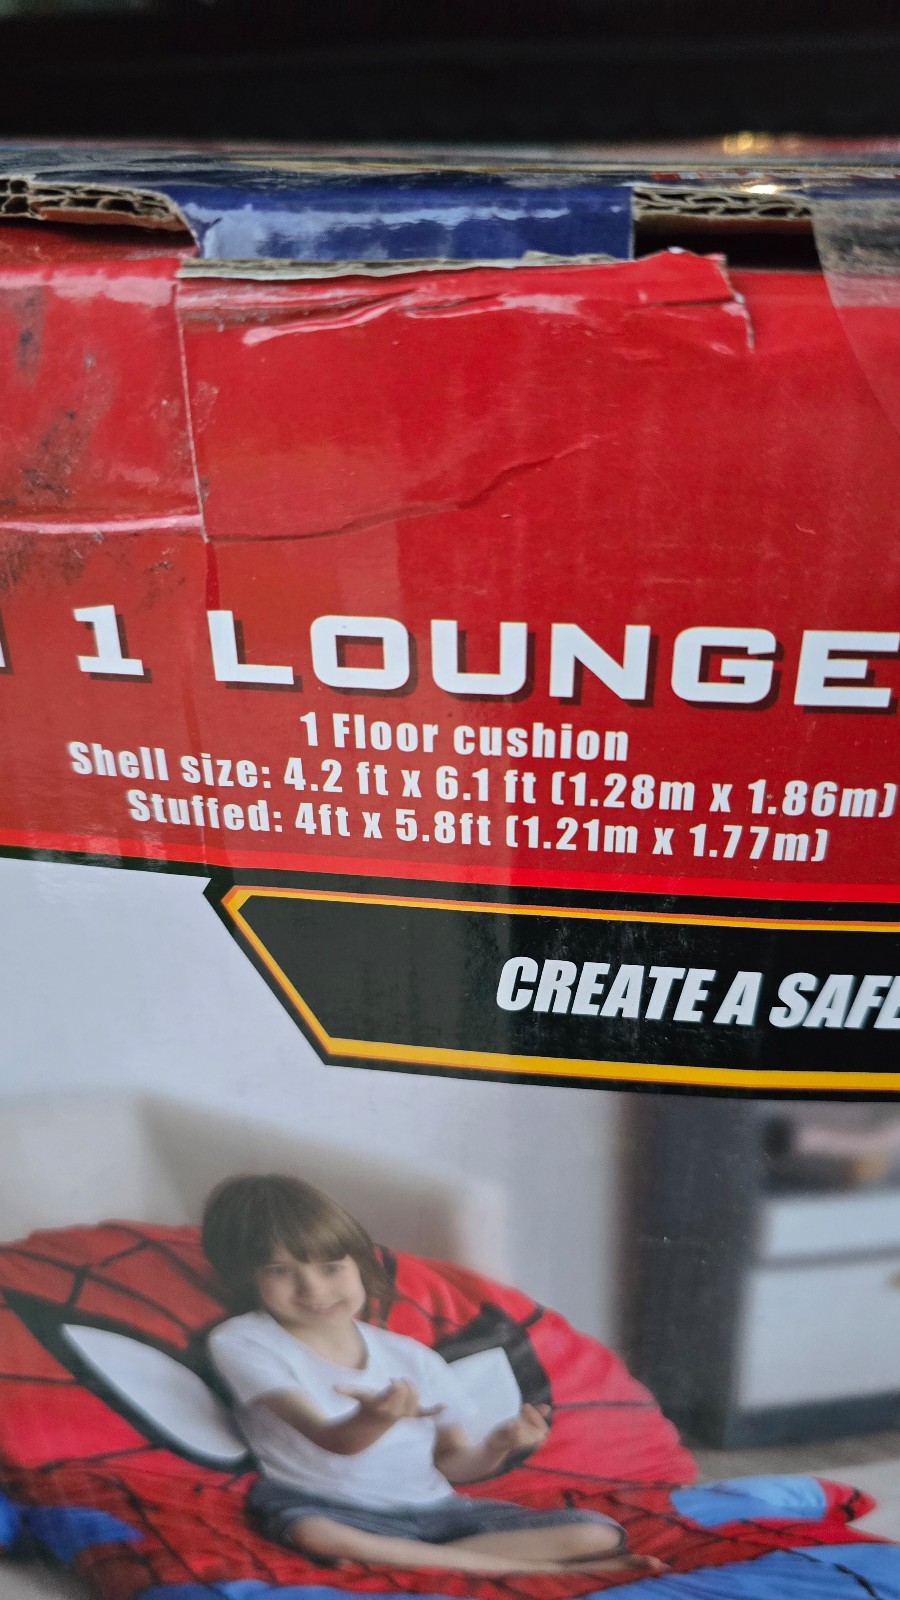 1 LOUNGE
1 Floor cushion
Shell size: 4.2 ft x 6.1 ft (1.28m x 1.86m)
Stuffed: 4ft x 5.8ft (1.21m x 1.77m)
CREATE A SAFE